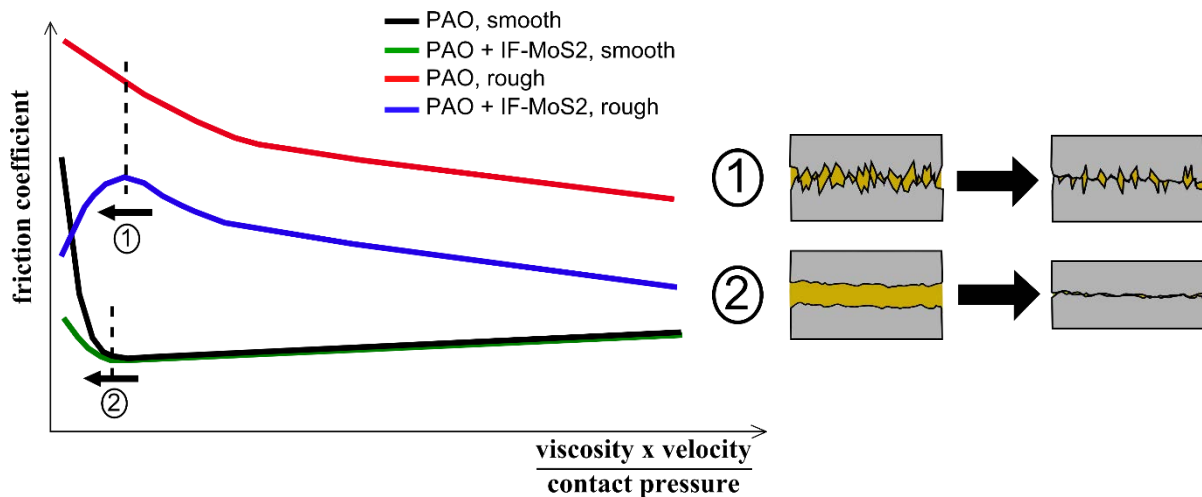 PAO, smooth
PAO + IF-MoS2, smooth
PAO, rough
PAO + IF-MoS2, rough
friction coefficient
1
2
1
2
viscosity x velocity
contact pressure